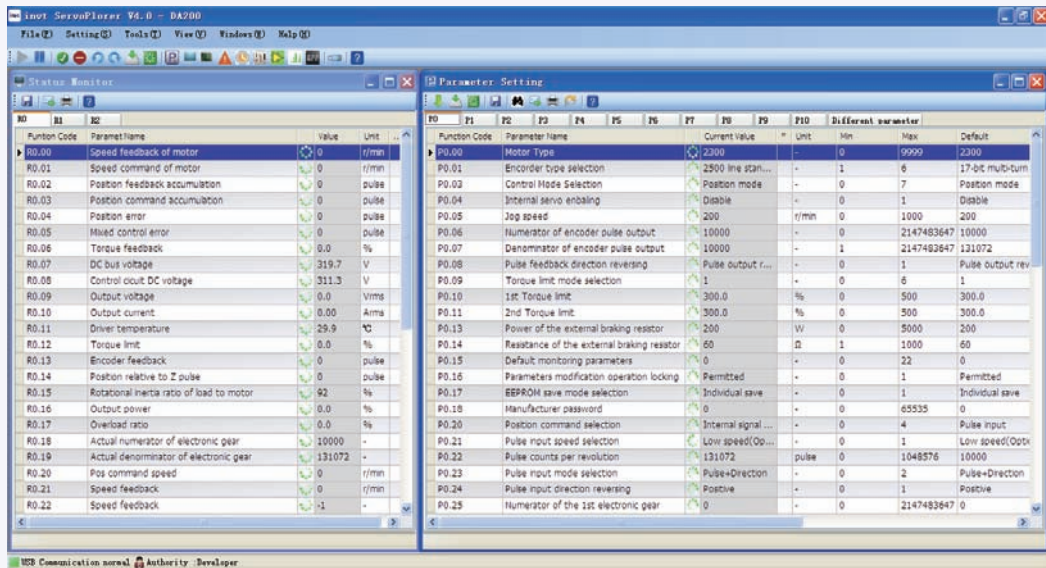 invt ServoPlorer V4.0 - DA200
File(F) Setting(S) Tools(T) View(V) Windows(W) Help(H)
Status Monitor
R0 R1 R2
Funtion Code Paramet Name Value Unit ..
R0.00 Speed feedback of motor 0 r/min
R0.01 Speed command of motor 0 r/min
R0.02 Position feedback accumulation 0 pulse
R0.03 Position command accumulation 0 pulse
R0.04 Position error 0 pulse
R0.05 Mixed control error 0 pulse
R0.06 Torque feedback 0.0 %
R0.07 DC bus voltage 319.7 V
R0.08 Control cicuit DC voltage 311.3 V
R0.09 Output voltage 0.0 Vrms
R0.10 Output current 0.00 Arms
R0.11 Driver temperature 29.9 ℃
R0.12 Torque limit 0.0 %
R0.13 Encoder feedback 0 pulse
R0.14 Position relative to Z pulse 0 pulse
R0.15 Rotational inertia ratio of load to motor 92 %
R0.16 Output power 0.0 %
R0.17 Overload ratio 0.0 %
R0.18 Actual numerator of electronic gear 10000 -
R0.19 Actual denorminator of electronic gear 131072 -
R0.20 Pos command speed 0 r/min
R0.21 Speed feedback 0 r/min
R0.22 Speed feedback -1 -
Parameter Setting
P0 P1 P2 P3 P4 P5 P6 P7 P8 P9 P10 Different parameter
Function Code Parameter Name Current Value * Unit Min Max Default
P0.00 Motor Type 2300 - 0 9999 2300
P0.01 Encorder type selection 2500 line stan... - 1 6 17-bit multi-turn
P0.03 Control Mode Selection Position mode - 0 7 Position mode
P0.04 Internal servo enbaling Disable - 0 1 Disable
P0.05 Jog speed 200 r/min 0 1000 200
P0.06 Numerator of encoder pulse output 10000 - 0 2147483647 10000
P0.07 Denominator of encoder pulse output 10000 - 1 2147483647 131072
P0.08 Pulse feedback direction reversing Pulse output r... - 0 1 Pulse output rev
P0.09 Torque limit mode selection 1 - 0 6 1
P0.10 1st Torque limit 300.0 % 0 500 300.0
P0.11 2nd Torque limit 300.0 % 0 500 300.0
P0.13 Power of the external braking resistor 200 W 0 5000 200
P0.14 Resistance of the external braking resistor 60 Ω 1 1000 60
P0.15 Default monitoring parameters 0 - 0 22 0
P0.16 Parameters modification operation locking Permitted - 0 1 Permitted
P0.17 EEPROM save mode selection Individual save - 0 1 Individual save
P0.18 Manufacturer password 0 - 0 65535 0
P0.20 Position command selection Internal signal ... - 0 4 Pulse input
P0.21 Pulse input speed selection Low speed(Op... - 0 1 Low speed(Opto
P0.22 Pulse counts per revolution 131072 pulse 0 1048576 10000
P0.23 Pulse input mode selection Pulse+Direction - 0 2 Pulse+Direction
P0.24 Pulse input direction reversing Positive - 0 1 Positive
P0.25 Numerator of the 1st electronic gear 0 - 0 2147483647 0
USB Communication normal Authority :Developer